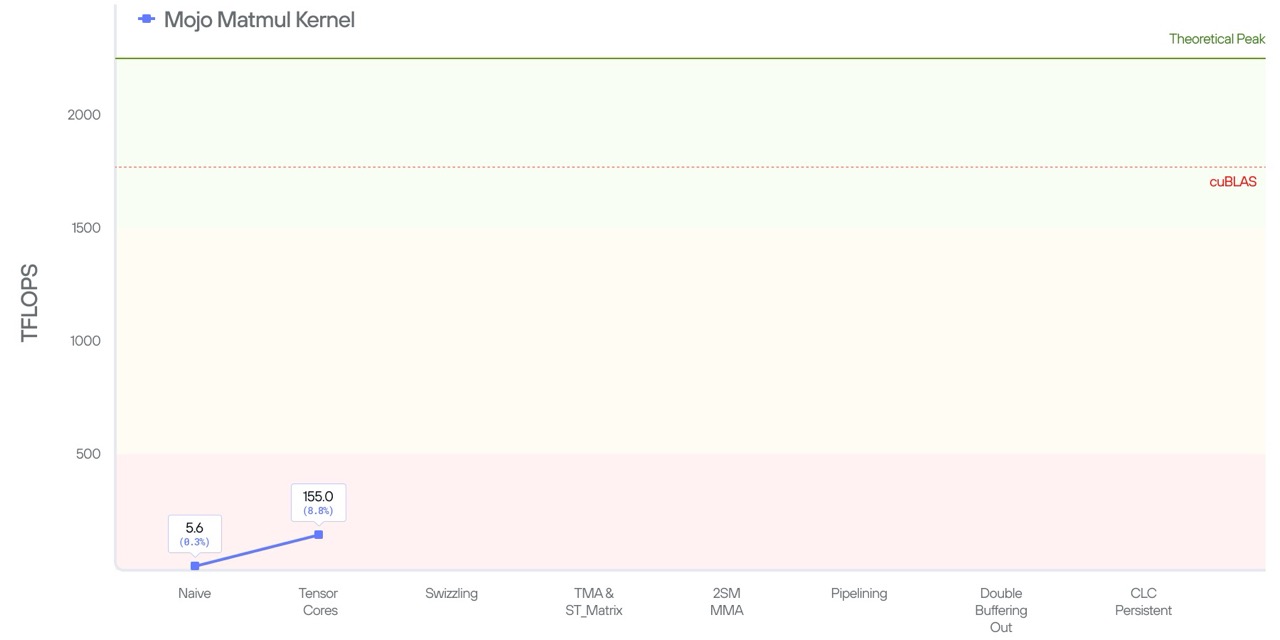 Mojo Matmul Kernel
Theoretical Peak
2000
cuBLAS
1500
TFLOPS
1000
500
155.0
(8.8%)
5.6
(0.3%)
Naive
Tensor
Cores
Swizzling
TMA &
ST_Matrix
2SM
MMA
Pipelining
Double
Buffering
Out
CLC
Persistent